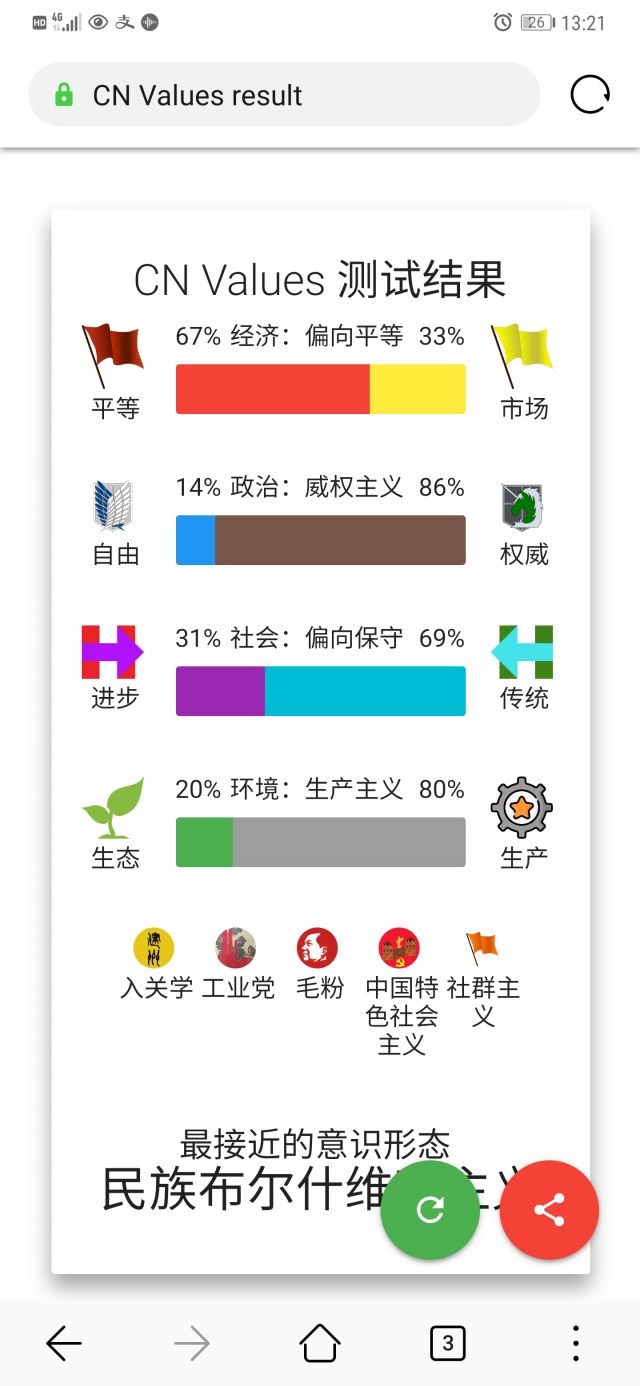 HD 4G 26 13:21
CN Values result
CN Values 测试结果
67% 经济：偏向平等 33%
平等 市场
14% 政治：威权主义 86%
自由 权威
31% 社会：偏向保守 69%
进步 传统
20% 环境：生产主义 80%
生态 生产
入关学 工业党 毛粉 中国特 社群主
色社会 义
主义
最接近的意识形态
民族布尔什维
3